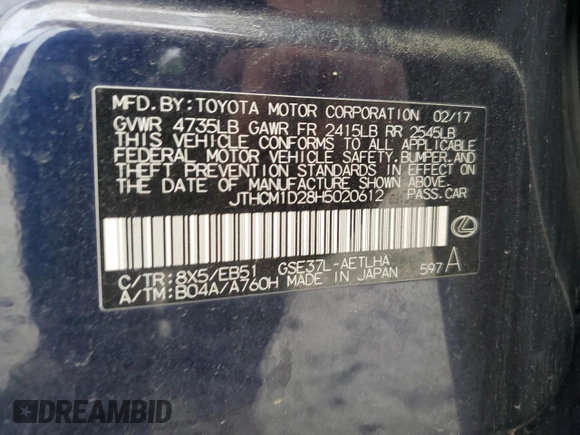 MFD. BY: TOYOTA MOTOR CORPORATION 02/17
GVWR 4735LB GAWR FR 2415LB RR 2545LB
THIS VEHICLE CONFORMS TO ALL APPLICABLE
FEDERAL MOTOR VEHICLE SAFETY, BUMPER, AND
THEFT PREVENTION STANDARDS IN EFFECT ON
THE DATE OF MANUFACTURE SHOWN ABOVE.
JTHCM1D28H5020612 PASS. CAR
C/TR: 8X5/EB51 GSE37L-AETLHA
A/TM: B04A/A760H MADE IN JAPAN 597 A
DREAMBID